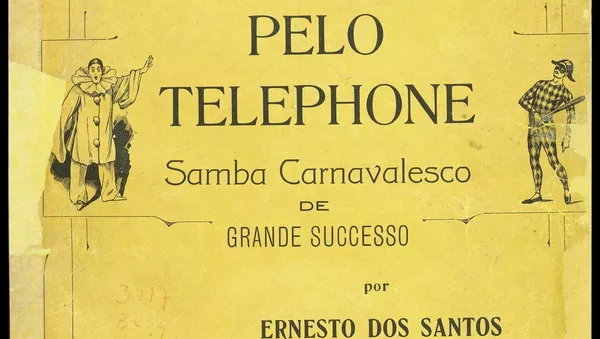 PELO
TELEPHONE
Samba Carnavalesco
DE
GRANDE SUCCESSO
por
ERNESTO DOS SANTOS